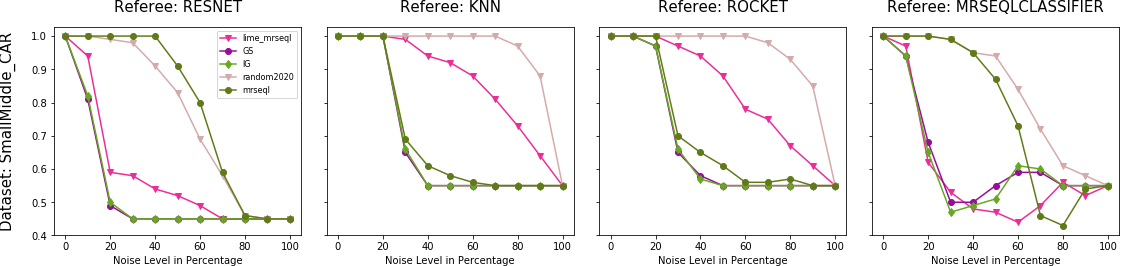 Referee: RESNET
Referee: KNN
Referee: ROCKET
Referee: MRSEQLCLASSIFIER
Dataset: SmallMiddle_CAR
1.0
0.9
0.8
0.7
0.6
0.5
0.4
lime_mrseql
GS
IG
random2020
mrseql
0 20 40 60 80 100
0 20 40 60 80 100
0 20 40 60 80 100
0 20 40 60 80 100
Noise Level in Percentage
Noise Level in Percentage
Noise Level in Percentage
Noise Level in Percentage